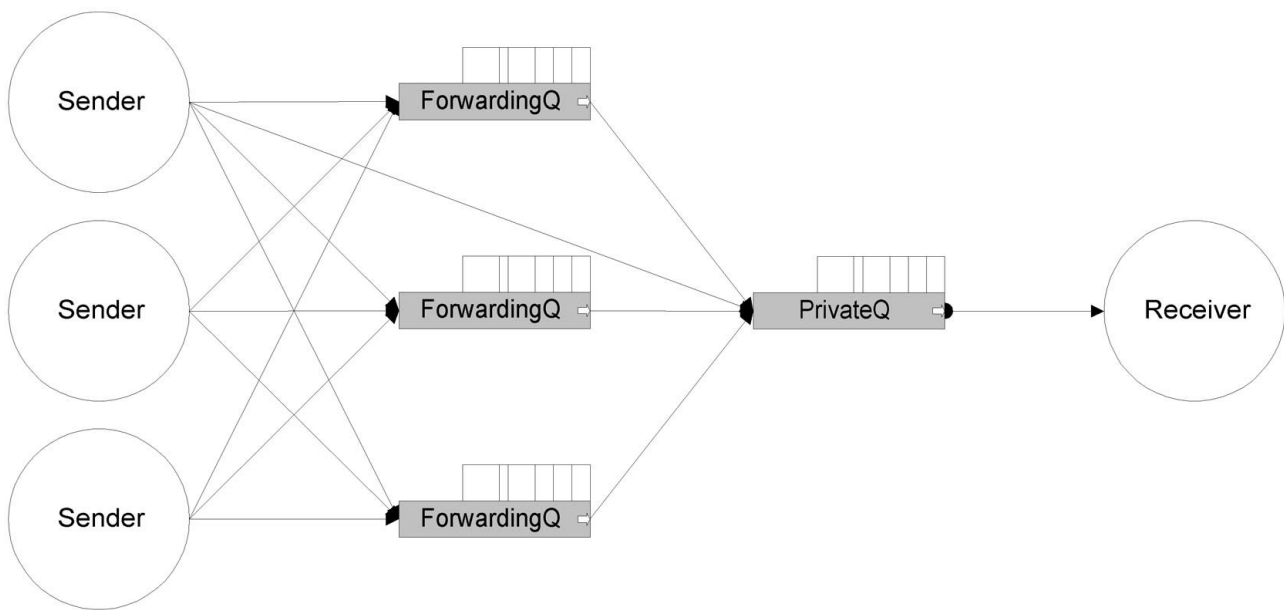 Sender
ForwardingQ
Sender
ForwardingQ
PrivateQ
Receiver
Sender
ForwardingQ